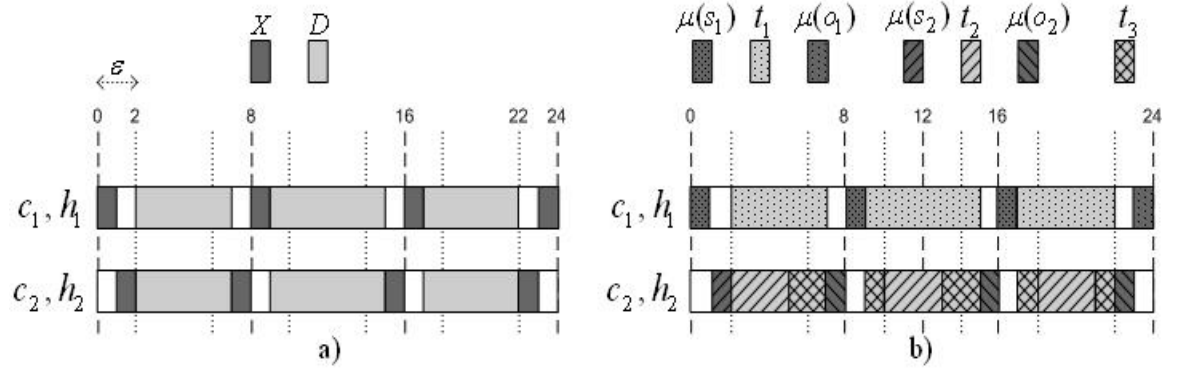 X D
ε
0 2 8 16 22 24
c₁, h₁
c₂, h₂
a)
μ(s₁) t₁ μ(o₁) μ(s₂) t₂ μ(o₂) t₃
0 8 12 16 24
c₁, h₁
c₂, h₂
b)